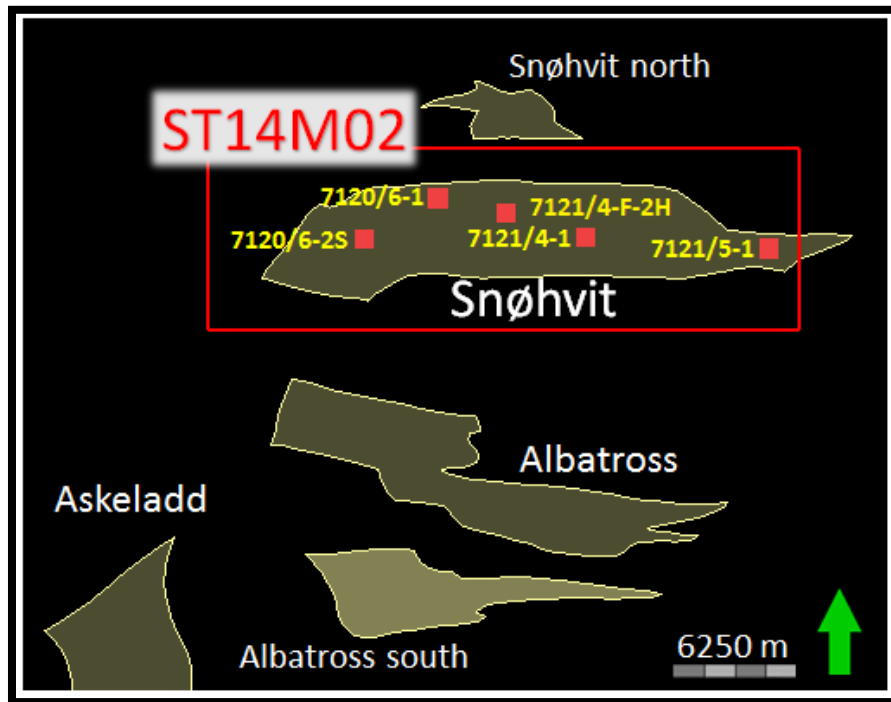 Snøhvit north
ST14M02
7120/6-1
7121/4-F-2H
7120/6-2S
7121/4-1
7121/5-1
Snøhvit
Albatross
Askeladd
Albatross south
6250 m